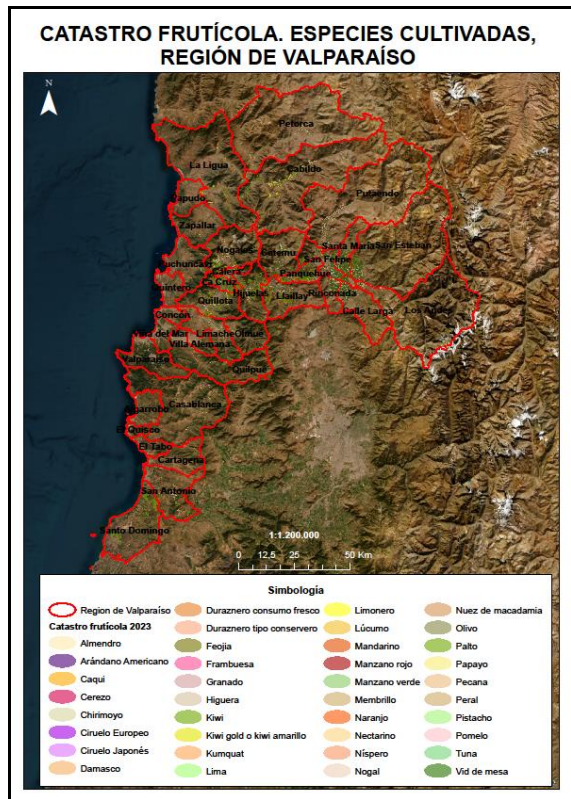 CATASTRO FRUTÍCOLA. ESPECIES CULTIVADAS,
REGIÓN DE VALPARAÍSO
N
Petorca
La Ligua
Cabildo
Putaendo
Papudo
Zapallar
Nogales
Catemu
Santa María
San Esteban
San Felipe
Puchuncaví
Calera
Panquehue
La Cruz
Quintero
Hijuelas
Llaillay
Rinconada
Quillota
Calle Larga
Los Andes
Concón
Viña del Mar
Limache
Olmué
Villa Alemana
Valparaíso
Quilpué
Algarrobo
Casablanca
El Quisco
El Tabo
Cartagena
San Antonio
Santo Domingo
1:1.200.000
0 12,5 25 50 Km
Simbología
Region de Valparaíso
Catastro frutícola 2023
Almendro
Arándano Americano
Caqui
Cerezo
Chirimoyo
Ciruelo Europeo
Ciruelo Japonés
Damasco
Duraznero consumo fresco
Duraznero tipo conservero
Feojia
Frambuesa
Granado
Higuera
Kiwi
Kiwi gold o kiwi amarillo
Kumquat
Lima
Limonero
Lúcumo
Mandarino
Manzano rojo
Manzano verde
Membrillo
Naranjo
Nectarino
Níspero
Nogal
Nuez de macadamia
Olivo
Palto
Papayo
Pecana
Peral
Pistacho
Pomelo
Tuna
Vid de mesa